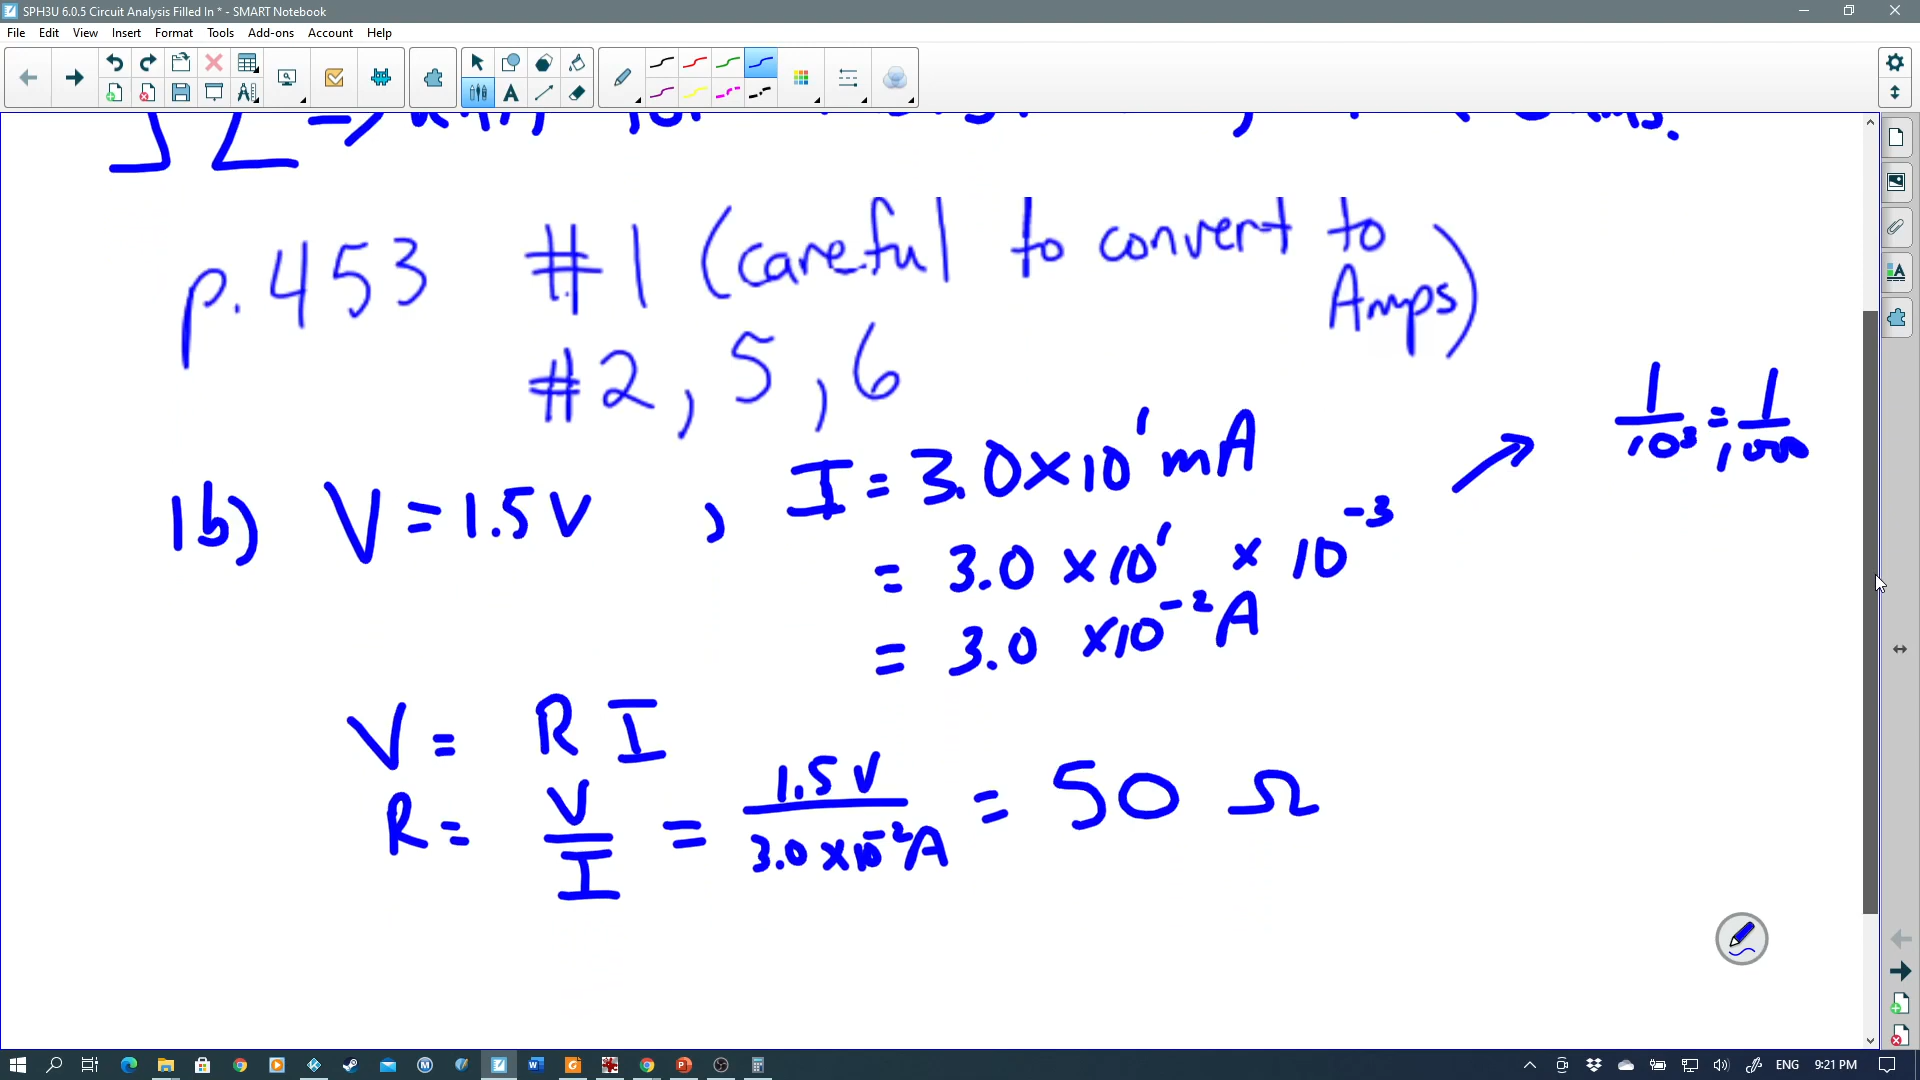 SPH3U 6.0.5 Circuit Analysis Filled In * - SMART Notebook
File Edit View Insert Format Tools Add-ons Account Help
p. 453 #1 (careful to convert to
Amps)
#2, 5, 6
1/10³ = 1/1000
1b) V = 1.5V , I = 3.0 × 10¹ mA
= 3.0 × 10¹ × 10⁻³
= 3.0 × 10⁻² A
V = R I
R = V/I = 1.5 V / 3.0 × 10⁻² A = 50 Ω
ENG 9:21 PM